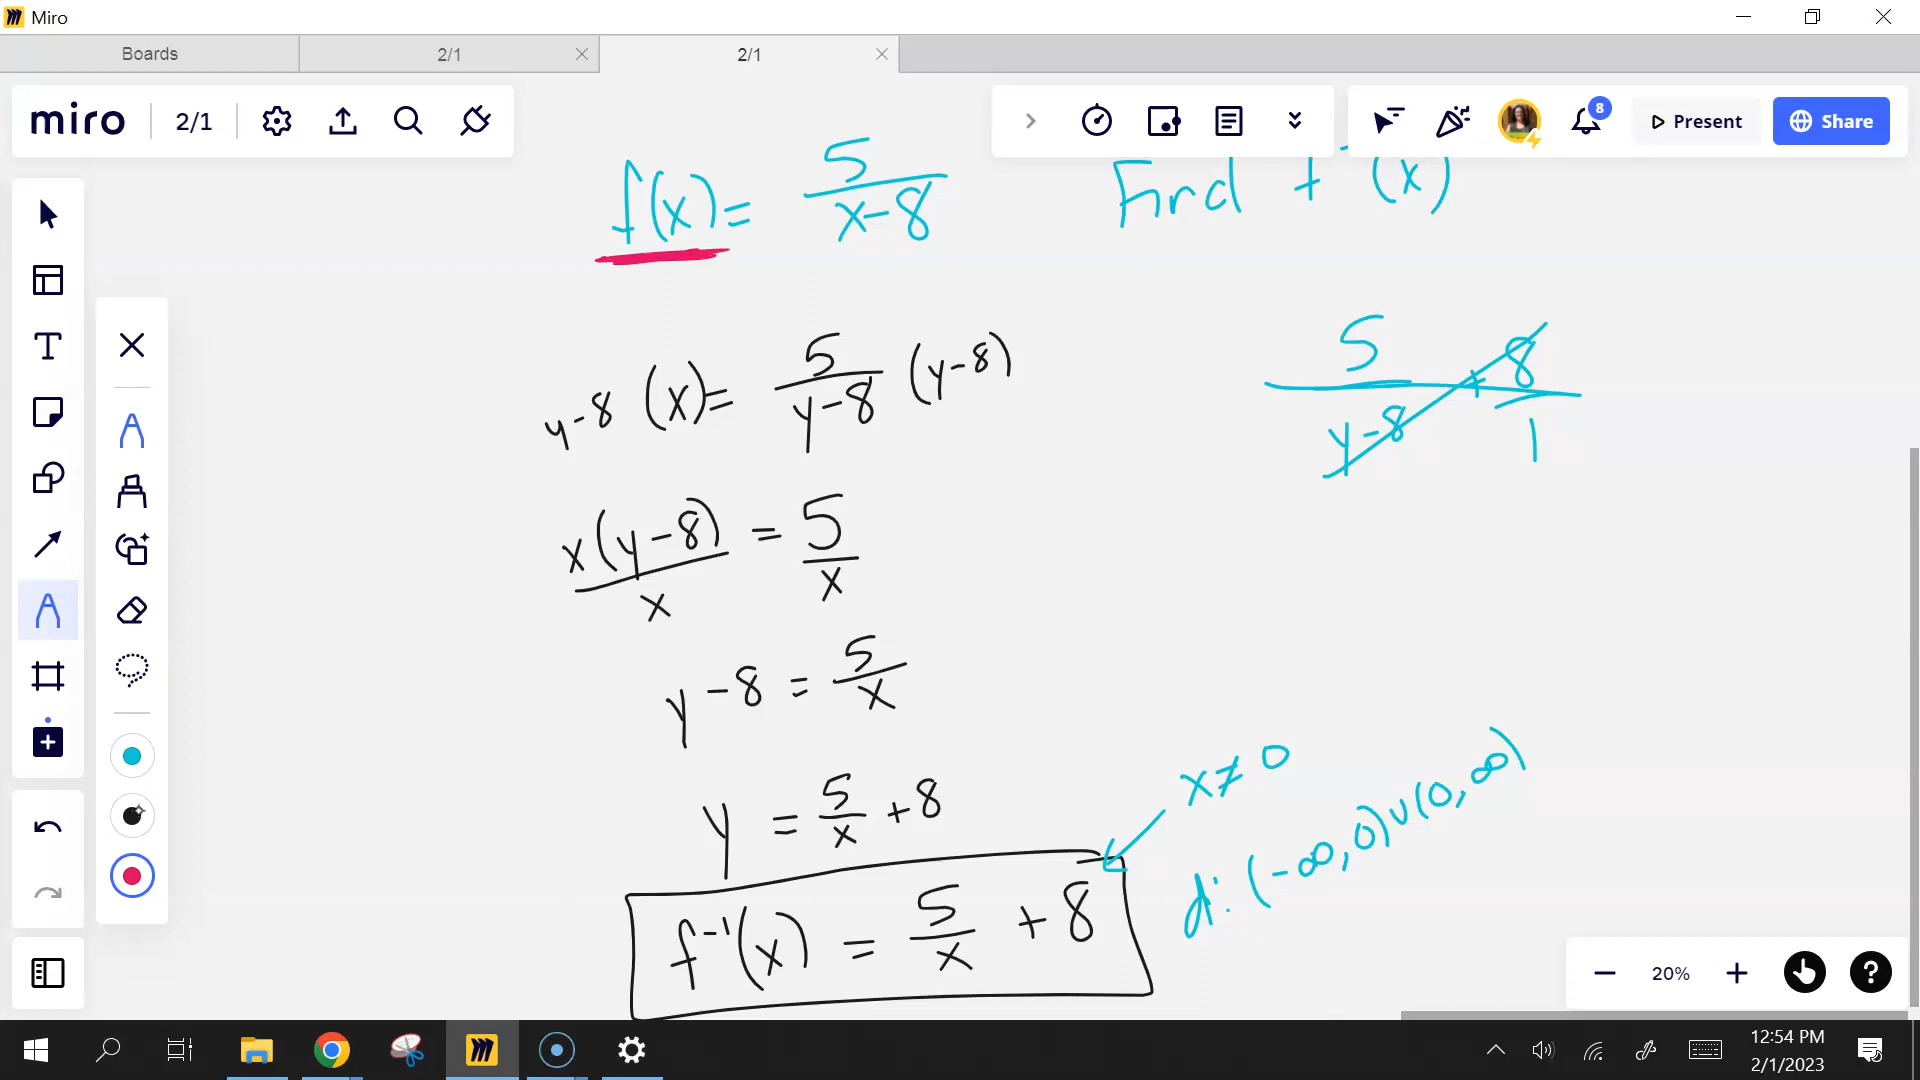 Miro
Boards 2/1 2/1
miro 2/1 8 Present Share
f(x) = 5/(x-8) Find f⁻(x)
y-8 (x) = 5/(y-8) (y-8)
5/(y-8) + 8/1
x(y-8)/x = 5/x
y-8 = 5/x
y = 5/x + 8
x ≠ 0
d: (-∞, 0) ∪ (0, ∞)
f⁻¹(x) = 5/x + 8
20%
12:54 PM
2/1/2023